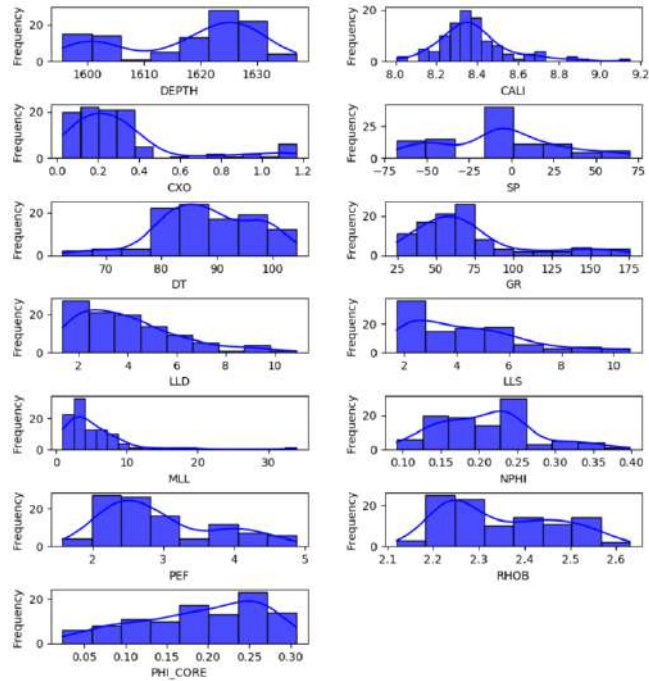 Frequency
20
0
1600 1610 1620 1630
DEPTH
Frequency
20
10
0
8.0 8.2 8.4 8.6 8.8 9.0 9.2
CALI
Frequency
20
0
0.0 0.2 0.4 0.6 0.8 1.0 1.2
CXO
Frequency
25
0
−75 −50 −25 0 25 50 75
SP
Frequency
20
0
70 80 90 100
DT
Frequency
20
0
25 50 75 100 125 150 175
GR
Frequency
20
0
2 4 6 8 10
LLD
Frequency
20
0
2 4 6 8 10
LLS
Frequency
20
0
0 10 20 30
MLL
Frequency
20
0
0.10 0.15 0.20 0.25 0.30 0.35 0.40
NPHI
Frequency
20
0
2 3 4 5
PEF
Frequency
20
0
2.1 2.2 2.3 2.4 2.5 2.6
RHOB
Frequency
20
0
0.05 0.10 0.15 0.20 0.25 0.30
PHI_CORE